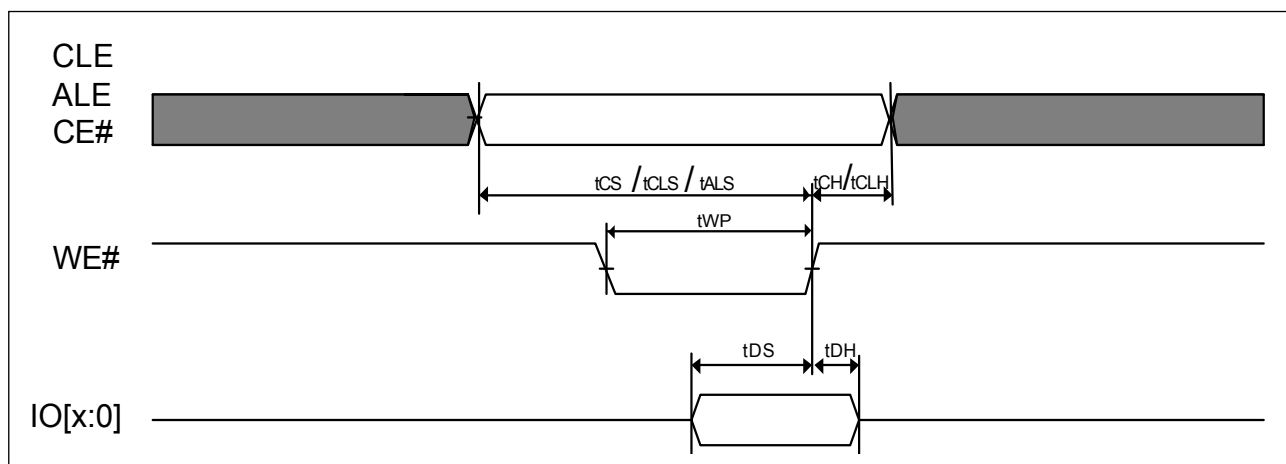 CLE
ALE
CE#
tCS /tCLS / tALS
tCH/tCLH
tWP
WE#
tDS
tDH
IO[x:0]